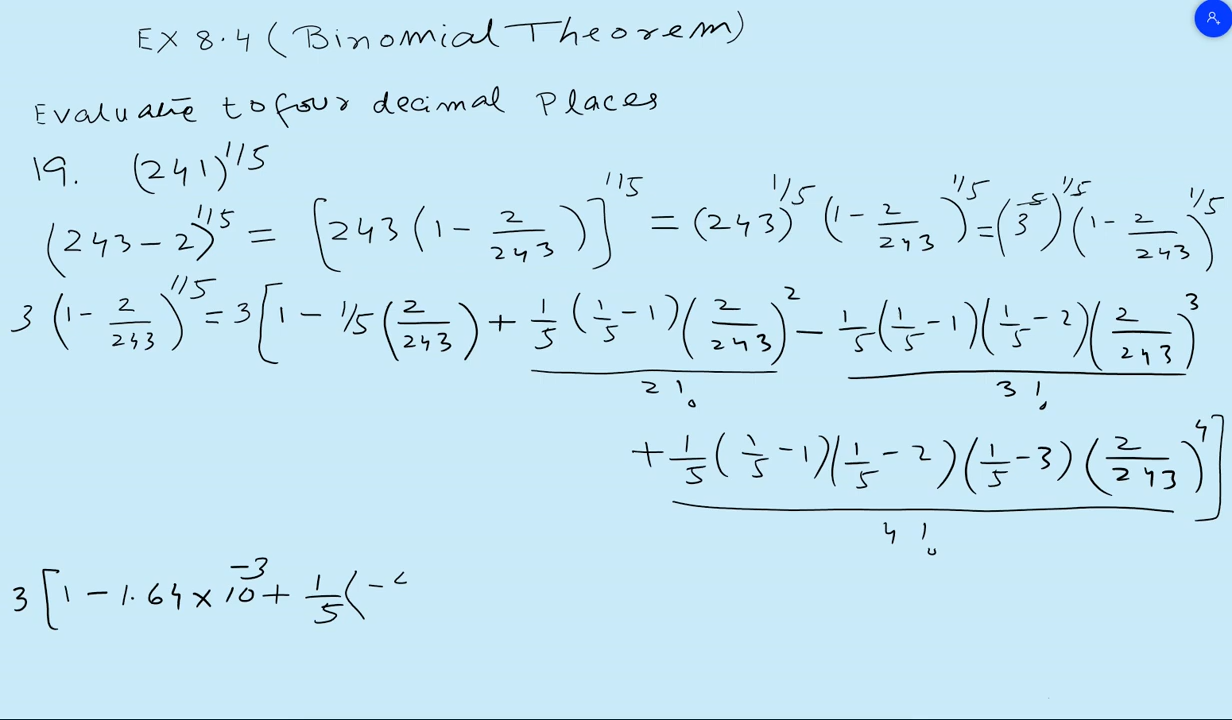 EX 8.4 (Binomial Theorem)
Evaluate to four decimal Places
19. (241)^1/5
(243-2)^1/5 = [243(1-2/243)]^1/5 = (243)^1/5 (1-2/243)^1/5 = (3^5)^1/5 (1-2/243)^1/5
3(1-2/243)^1/5 = 3[1-1/5(2/243) + 1/5(1/5-1)(2/243)^2/2! - 1/5(1/5-1)(1/5-2)(2/243)^3/3!
+ 1/5(1/5-1)(1/5-2)(1/5-3)(2/243)^4/4!]
3[1-1.64×10^-3 + 1/5(-